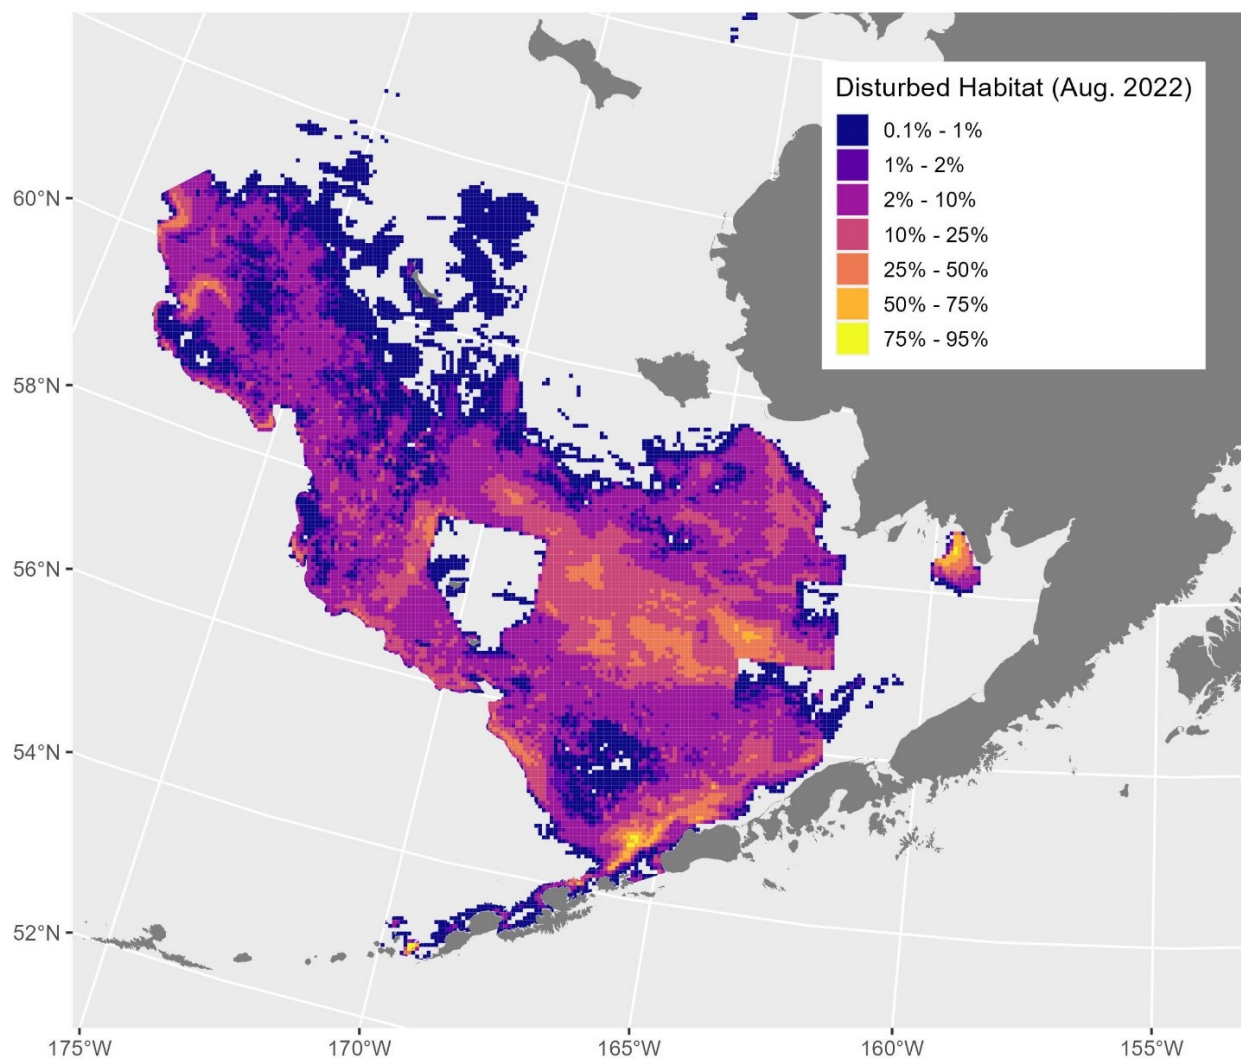 Disturbed Habitat (Aug. 2022)
0.1% - 1%
1% - 2%
2% - 10%
10% - 25%
25% - 50%
50% - 75%
75% - 95%
60°N
58°N
56°N
54°N
52°N
175°W
170°W
165°W
160°W
155°W